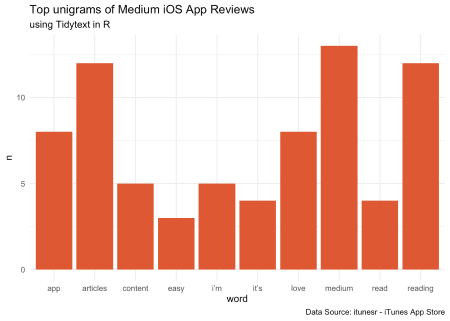 Top unigrams of Medium iOS App Reviews
using Tidytext in R
10
5
0
n
app articles content easy i'm it's love medium read reading
word
Data Source: itunesr - iTunes App Store